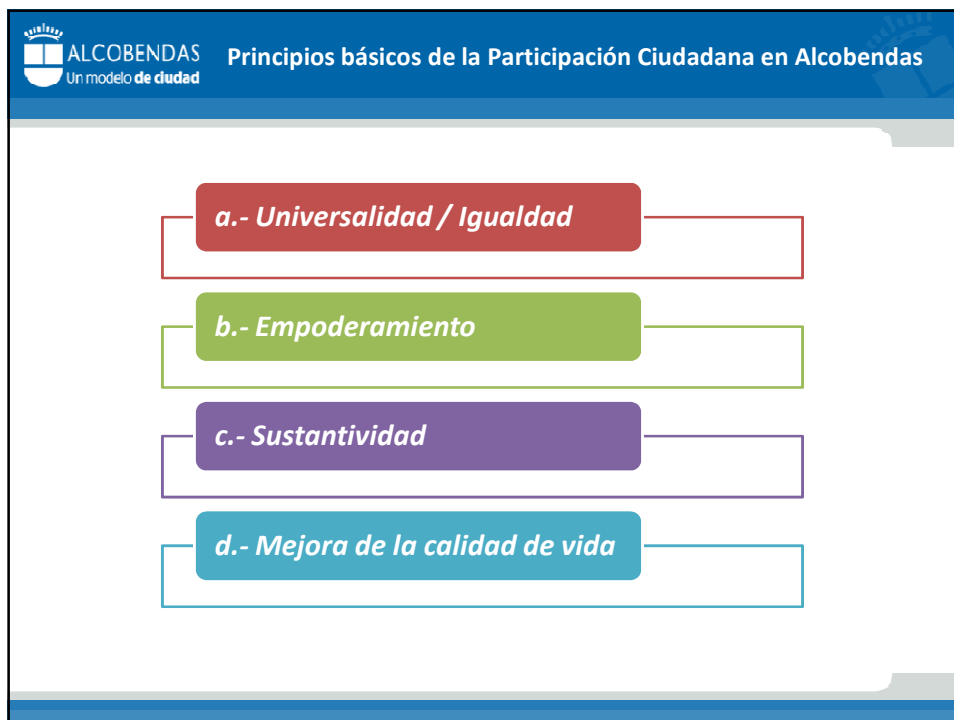 ALCOBENDAS
Un modelo de ciudad
Principios básicos de la Participación Ciudadana en Alcobendas
a.- Universalidad / Igualdad
b.- Empoderamiento
c.- Sustantividad
d.- Mejora de la calidad de vida